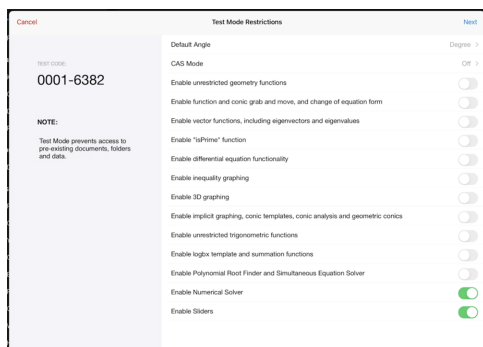 Cancel Test Mode Restrictions Next
Default Angle Degree
TEST CODE:
CAS Mode Off
0001-6382
Enable unrestricted geometry functions
Enable function and conic grab and move, and change of equation form
NOTE:
Enable vector functions, including eigenvectors and eigenvalues
Test Mode prevents access to
pre-existing documents, folders
and data.
Enable "isPrime" function
Enable differential equation functionality
Enable inequality graphing
Enable 3D graphing
Enable implicit graphing, conic templates, conic analysis and geometric conics
Enable unrestricted trigonometric functions
Enable logbx template and summation functions
Enable Polynomial Root Finder and Simultaneous Equation Solver
Enable Numerical Solver
Enable Sliders